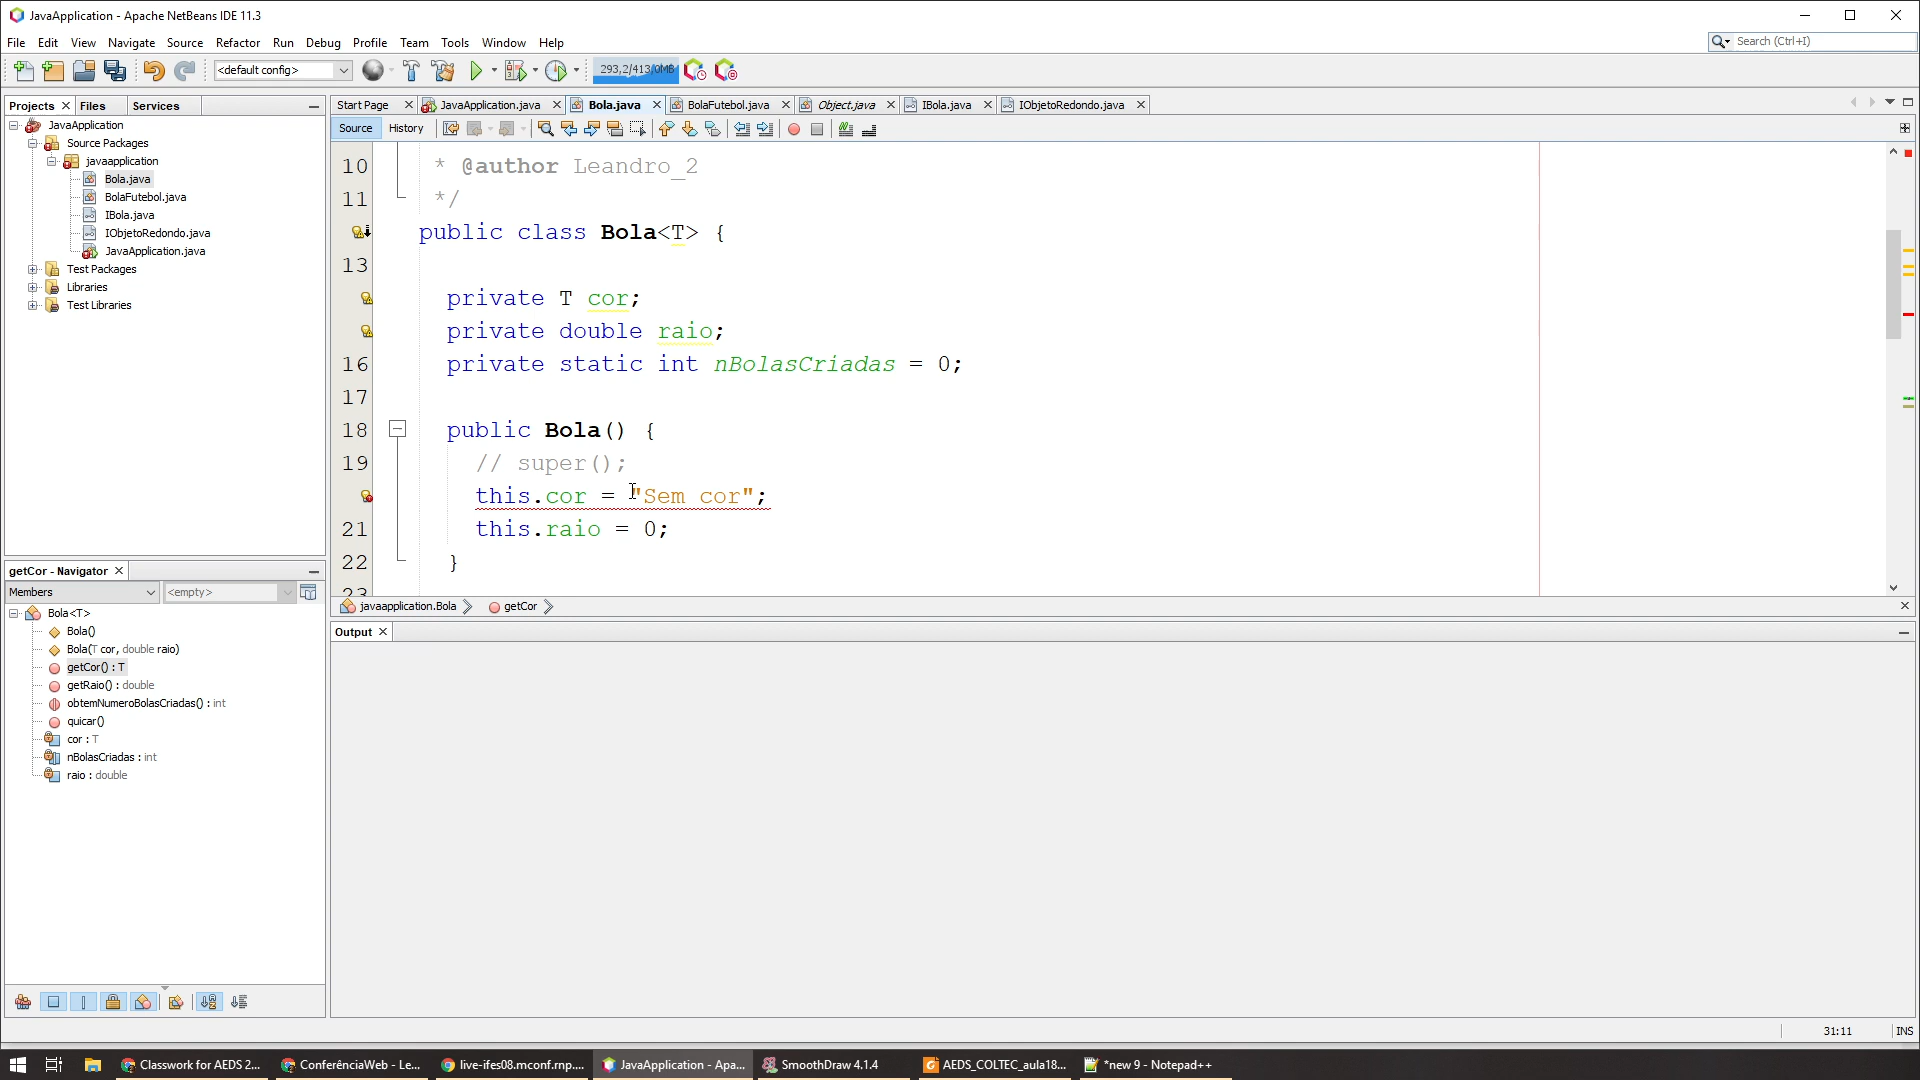 JavaApplication - Apache NetBeans IDE 11.3
File Edit View Navigate Source Refactor Run Debug Profile Team Tools Window Help
Search (Ctrl+I)
<default config>
293,2/413,0MB
Projects Files Services
Start Page JavaApplication.java Bola.java BolaFutebol.java Object.java IBola.java IObjetoRedondo.java
Source History
JavaApplication
Source Packages
javaapplication
Bola.java
BolaFutebol.java
IBola.java
IObjetoRedondo.java
JavaApplication.java
Test Packages
Libraries
Test Libraries
10 * @author Leandro_2
11 */
public class Bola<T> {
13
private T cor;
private double raio;
16 private static int nBolasCriadas = 0;
17
18 public Bola() {
19 // super();
this.cor = "Sem cor";
21 this.raio = 0;
22 }
23
javaapplication.Bola getCor
getCor - Navigator
Members <empty>
Bola<T>
Bola()
Bola(T cor, double raio)
getCor() : T
getRaio() : double
obtemNumeroBolasCriadas() : int
quicar()
cor : T
nBolasCriadas : int
raio : double
Output
31:11 INS
Classwork for AEDS 2... ConferênciaWeb - Le... live-ifes08.mconf.rnp.... JavaApplication - Apa... SmoothDraw 4.1.4 AEDS_COLTEC_aula18... *new 9 - Notepad++